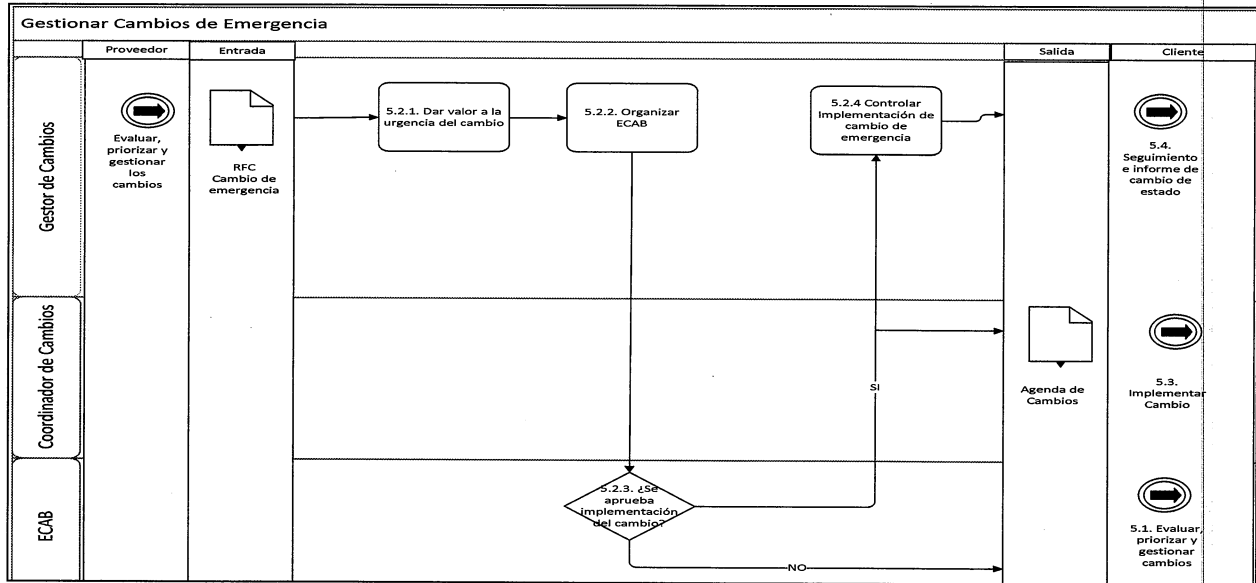 Gestionar Cambios de Emergencia
Proveedor
Entrada
Salida
Cliente
Gestor de Cambios
Evaluar,
priorizar y
gestionar
los
cambios
RFC
Cambio de
emergencia
5.2.1. Dar valor a la
urgencia del cambio
5.2.2. Organizar
ECAB
5.2.4 Controlar
Implementación de
cambio de
emergencia
5.4.
Seguimiento
e informe de
cambio de
estado
Coordinador de Cambios
SI
Agenda de
Cambios
5.3.
Implementar
Cambio
ECAB
5.2.3. ¿Se
aprueba
implementación
del cambio?
NO
5.1. Evaluar,
priorizar y
gestionar
cambios